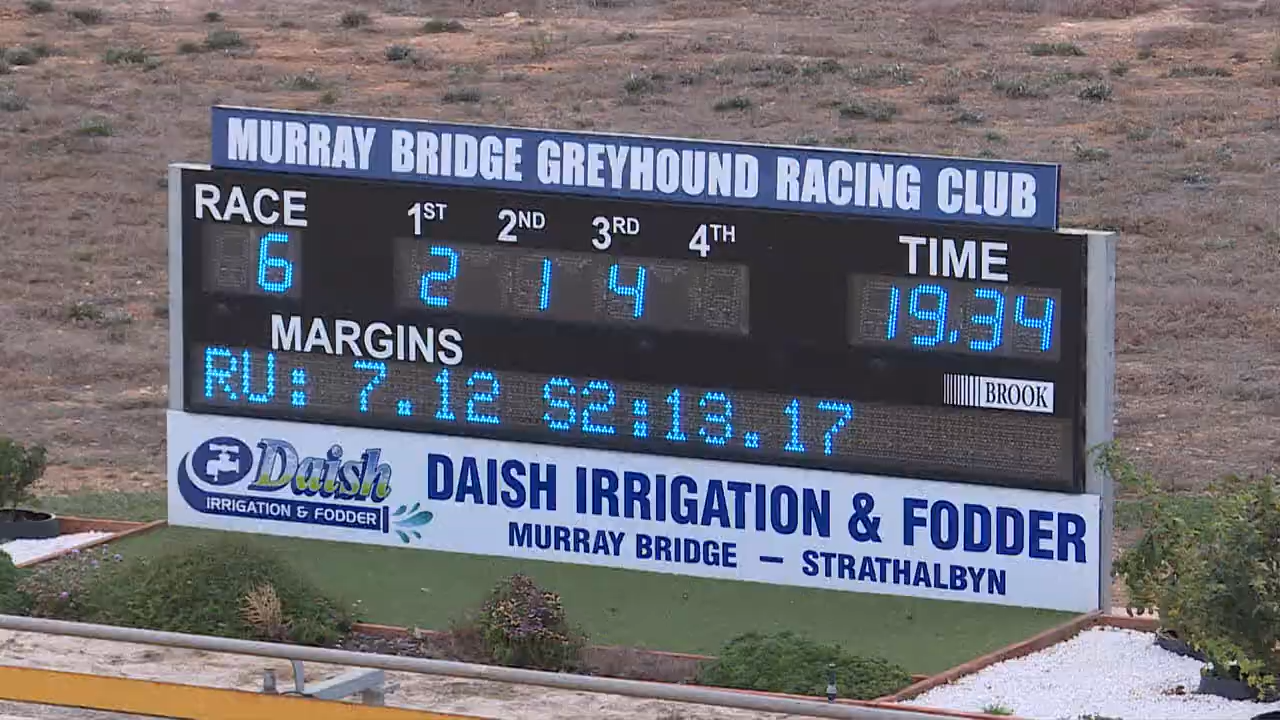 MURRAY BRIDGE GREYHOUND RACING CLUB
RACE 1ST 2ND 3RD 4TH TIME
6 2 1 4 19.34
MARGINS
RU: 7.12 S2:13.17
BROOK
Daish
IRRIGATION & FODDER
DAISH IRRIGATION & FODDER
MURRAY BRIDGE – STRATHALBYN